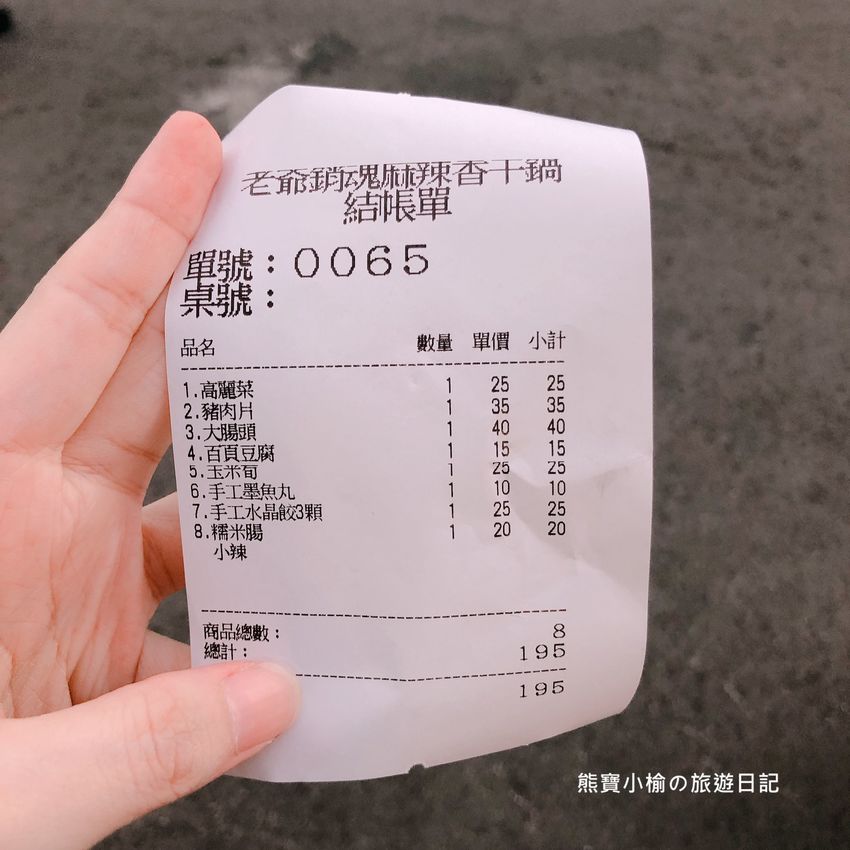 老爺銷魂麻辣香干鍋
結帳單
單號：0065
桌號：
品名 數量 單價 小計
1.高麗菜 1 25 25
2.豬肉片 1 35 35
3.大腸頭 1 40 40
4.百頁豆腐 1 15 15
5.玉米筍 1 25 25
6.手工墨魚丸 1 10 10
7.手工水晶餃3顆 1 25 25
8.糯米腸 1 20 20
小辣
商品總數： 8
總計： 195
195
熊寶小榆の旅遊日記